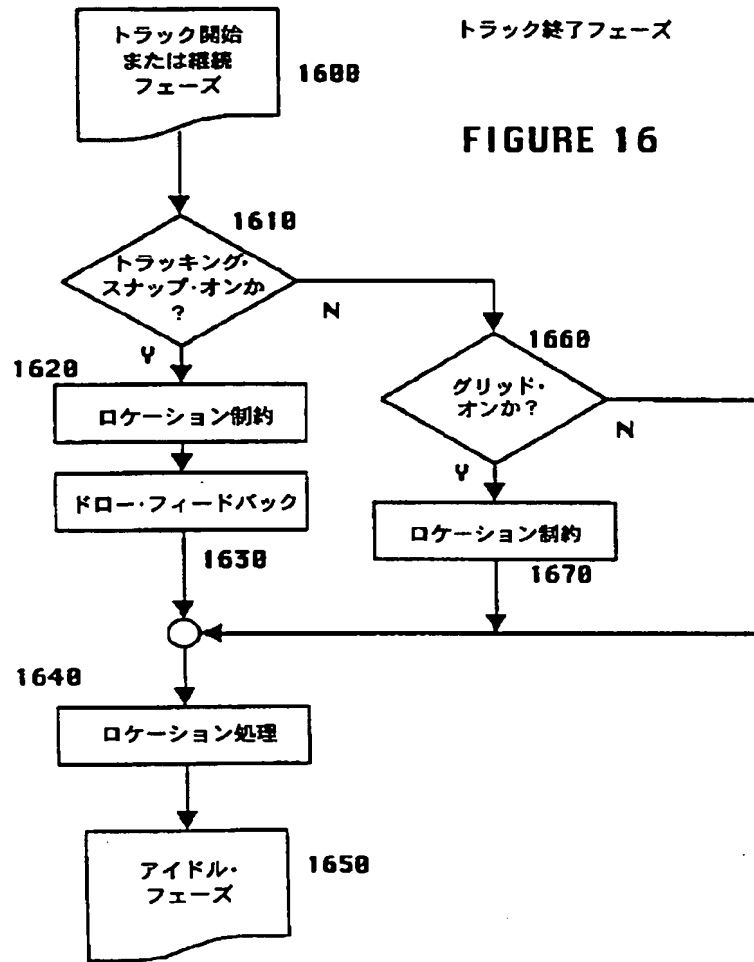 トラック開始
または継続
フェーズ
1600
トラック終了フェーズ
FIGURE 16
1610
トラッキング・
スナップ・オンか
?
N
Y
1620
ロケーション制約
ドロー・フィードバック
1630
1660
グリッド・
オンか?
N
Y
ロケーション制約
1670
1640
ロケーション処理
アイドル・
フェーズ
1650